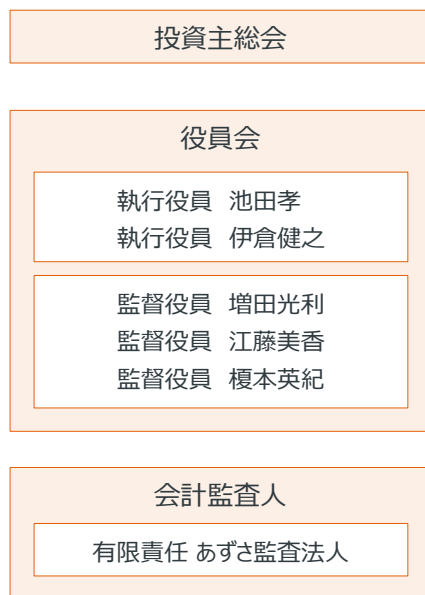 投資主総会
役員会
執行役員 池田孝
執行役員 伊倉健之
監督役員 増田光利
監督役員 江藤美香
監督役員 榎本英紀
会計監査人
有限責任 あずさ監査法人